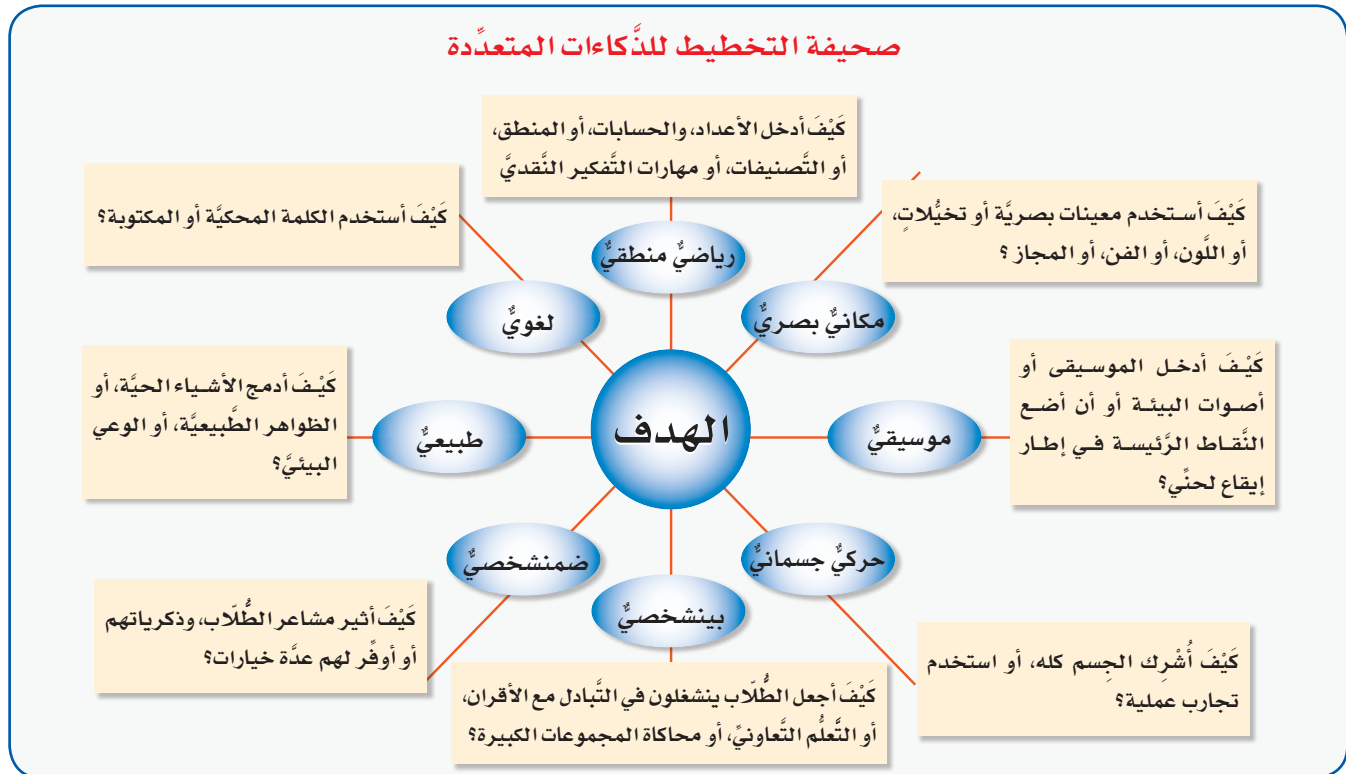 صحيفة التخطيط للذَّكاءات المتعدِّدة
كَيْفَ أدخل الأعداد، والحسابات، أو المنطق،
أو التَّصنيفات، أو مهارات التَّفكير النَّقديَّ
رياضيٌّ منطقيٌّ
كَيْفَ أستخدم معينات بصريَّة أو تخيُّلاتٍ،
أو اللَّون، أو الفن، أو المجاز ؟
مكانيٌّ بصريٌّ
كَيْفَ أدخل الموسيقى أو
أصوات البيئة أو أن أضع
النَّقاط الرَّئيسة في إطار
إيقاع لحنِّي؟
موسيقيٌّ
كَيْفَ أُشْرِك الجِسم كله، أو استخدم
تجارب عملية؟
حركيٌّ جسمانيٌّ
كَيْفَ أجعل الطُّلّاب ينشغلون في التَّبادل مع الأقران،
أو التَّعلُّم التَّعاونيِّ، أو محاكاة المجموعات الكبيرة؟
بينشخصيٌّ
كَيْفَ أثير مشاعر الطُّلّاب، وذكرياتهم
أو أوفِّر لهم عدَّة خيارات؟
ضمنشخصيٌّ
كَيْفَ أدمج الأشياء الحيَّة، أو
الظواهر الطَّبيعيَّة، أو الوعي
البيئيَّ؟
طبيعيٌّ
كَيْفَ أستخدم الكلمة المحكيَّة أو المكتوبة؟
لغويٌّ
الهدف